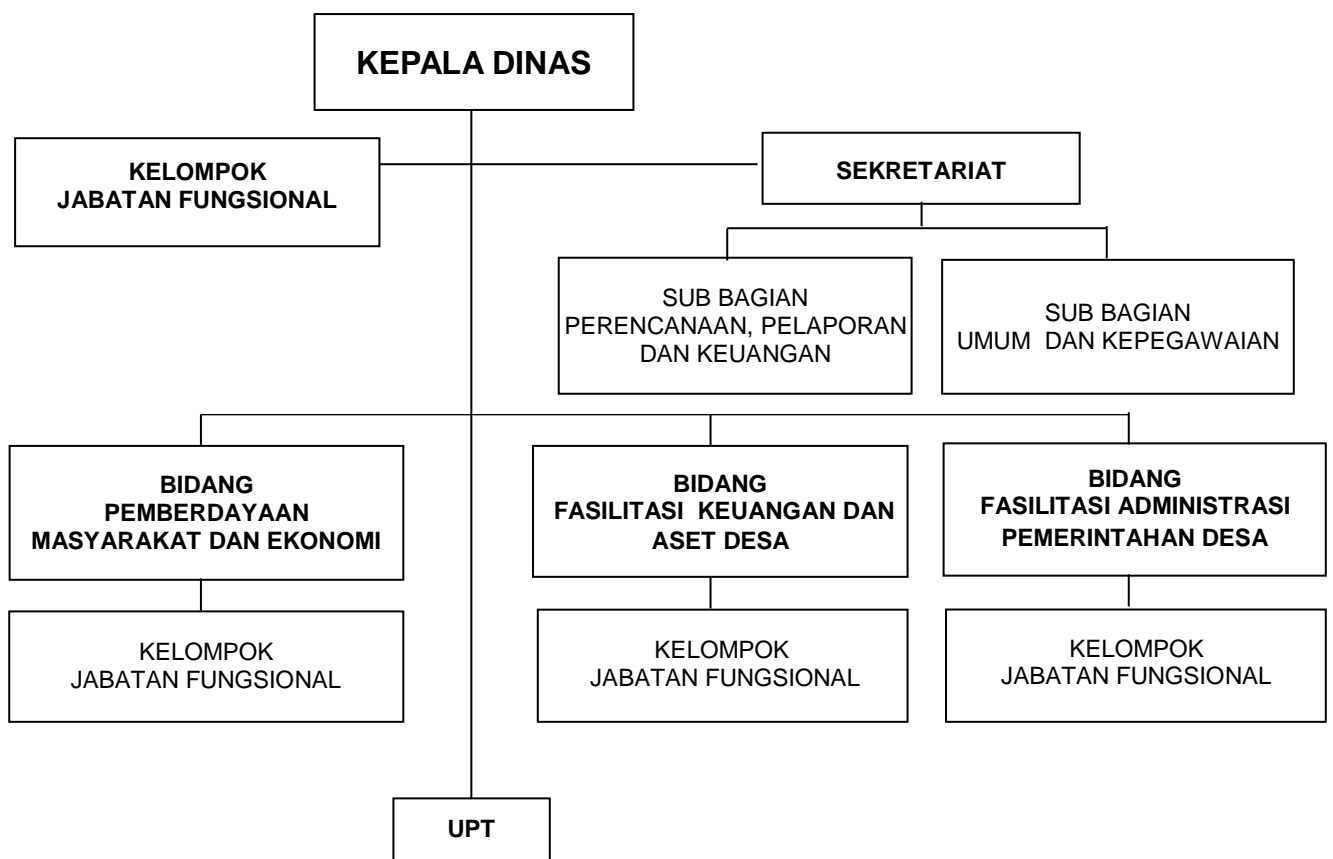 KEPALA DINAS
KELOMPOK
JABATAN FUNGSIONAL
SEKRETARIAT
SUB BAGIAN
PERENCANAAN, PELAPORAN
DAN KEUANGAN
SUB BAGIAN
UMUM DAN KEPEGAWAIAN
BIDANG
PEMBERDAYAAN
MASYARAKAT DAN EKONOMI
BIDANG
FASILITASI KEUANGAN DAN
ASET DESA
BIDANG
FASILITASI ADMINISTRASI
PEMERINTAHAN DESA
KELOMPOK
JABATAN FUNGSIONAL
KELOMPOK
JABATAN FUNGSIONAL
KELOMPOK
JABATAN FUNGSIONAL
UPT